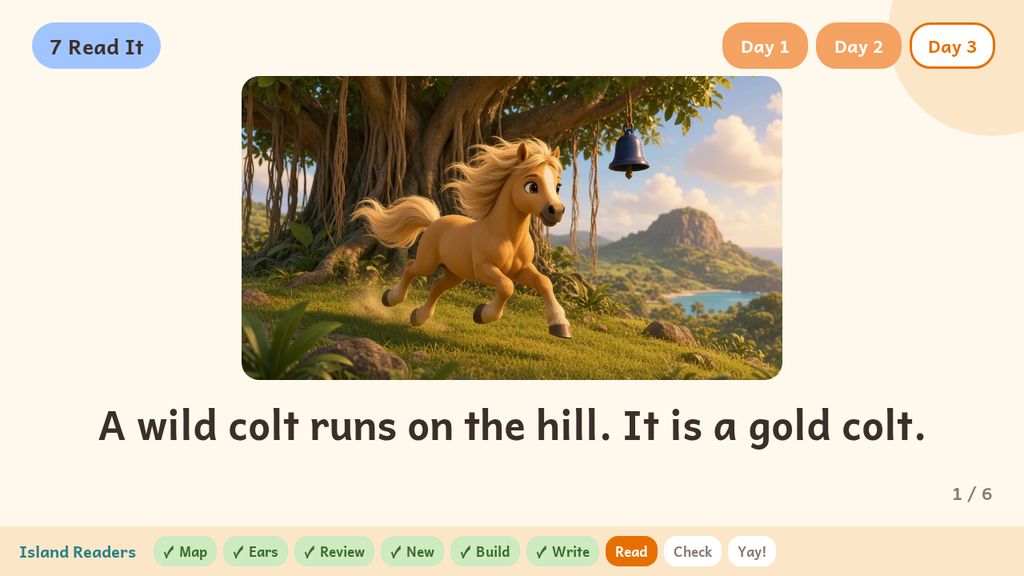 7 Read It
Day 1
Day 2
Day 3
A wild colt runs on the hill. It is a gold colt.
1 / 6
Island Readers
✓ Map
✓ Ears
✓ Review
✓ New
✓ Build
✓ Write
Read
Check
Yay!